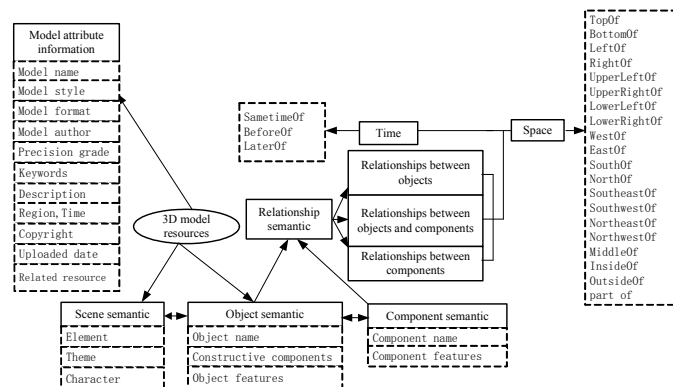 Model attribute
information
Model name
Model style
Model format
Model author
Precision grade
Keywords
Description
Region,Time
Copyright
Uploaded date
Related resource
3D model
resources
Scene semantic
Element
Theme
Character
Object semantic
Object name
Constructive components
Object features
Component semantic
Component name
Component features
Relationship
semantic
Relationships between
objects
Relationships between
objects and components
Relationships between
components
SametimeOf
BeforeOf
LaterOf
Time
Space
TopOf
BottomOf
LeftOf
RightOf
UpperLeftOf
UpperRightOf
LowerLeftOf
LowerRightOf
WestOf
EastOf
SouthOf
NorthOf
SoutheastOf
SouthwestOf
NortheastOf
NorthwestOf
MiddleOf
InsideOf
OutsideOf
part of